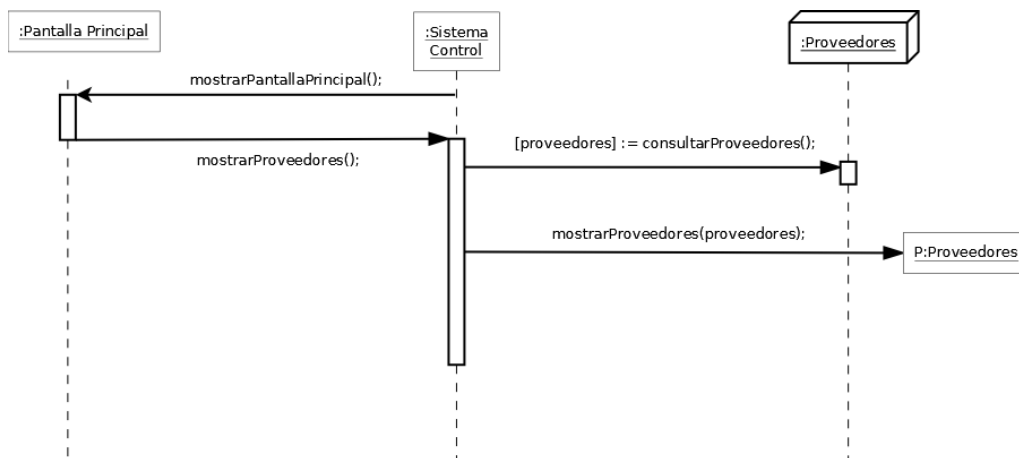 :Pantalla Principal
:Sistema
Control
:Proveedores
mostrarPantallaPrincipal();
mostrarProveedores();
[proveedores] := consultarProveedores();
mostrarProveedores(proveedores);
P:Proveedores